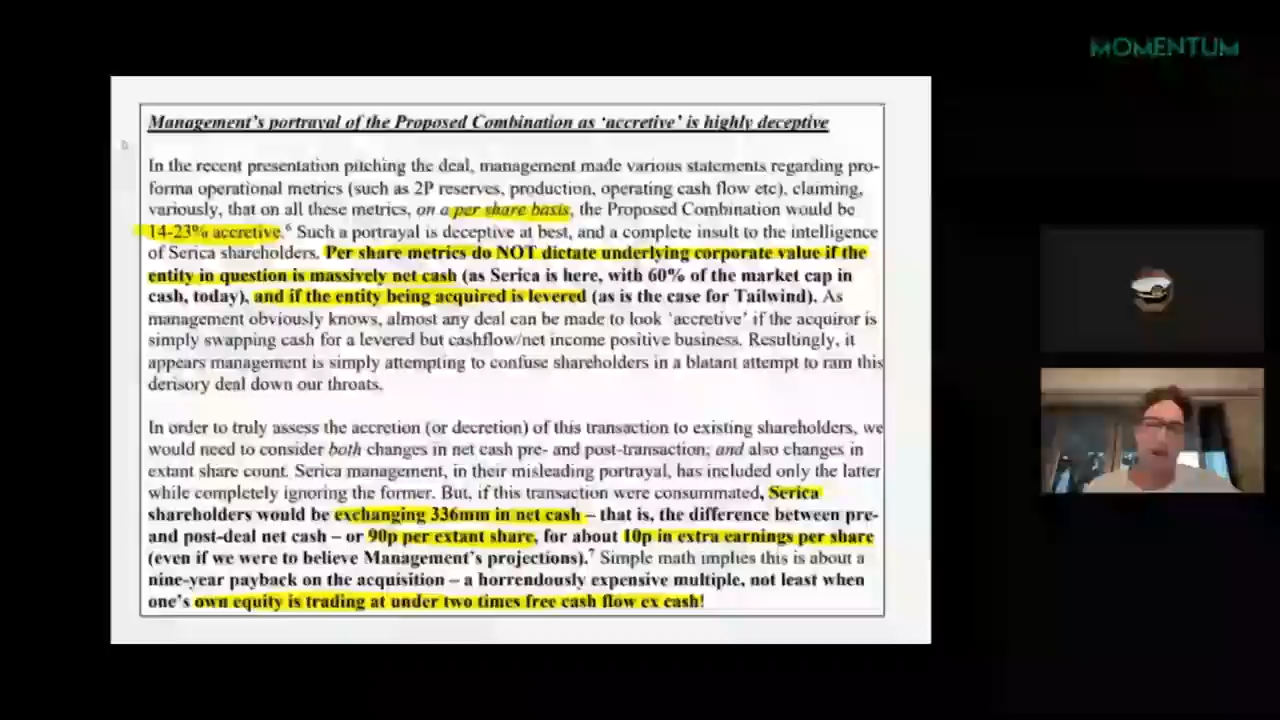 MOMENTUM
Management's portrayal of the Proposed Combination as 'accretive' is highly deceptive
In the recent presentation pitching the deal, management made various statements regarding pro-
forma operational metrics (such as 2P reserves, production, operating cash flow etc), claiming,
variously, that on all these metrics, on a per share basis, the Proposed Combination would be
14-23% accretive.6 Such a portrayal is deceptive at best, and a complete insult to the intelligence
of Serica shareholders. Per share metrics do NOT dictate underlying corporate value if the
entity in question is massively net cash (as Serica is here, with 60% of the market cap in
cash, today), and if the entity being acquired is levered (as is the case for Tailwind). As
management obviously knows, almost any deal can be made to look 'accretive' if the acquiror is
simply swapping cash for a levered but cashflow/net income positive business. Resultingly, it
appears management is simply attempting to confuse shareholders in a blatant attempt to ram this
derisory deal down our throats.
In order to truly assess the accretion (or decretion) of this transaction to existing shareholders, we
would need to consider both changes in net cash pre- and post-transaction; and also changes in
extant share count. Serica management, in their misleading portrayal, has included only the latter
while completely ignoring the former. But, if this transaction were consummated, Serica
shareholders would be exchanging 336mm in net cash – that is, the difference between pre-
and post-deal net cash – or 90p per extant share, for about 10p in extra earnings per share
(even if we were to believe Management's projections).7 Simple math implies this is about a
nine-year payback on the acquisition – a horrendously expensive multiple, not least when
one's own equity is trading at under two times free cash flow ex cash!